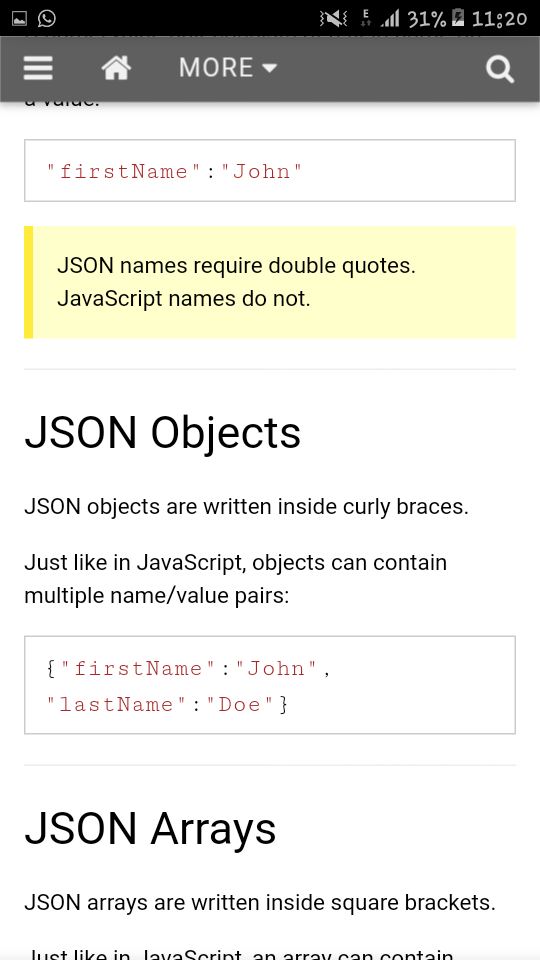 E 31% 11:20
MORE
a value:
"firstName":"John"
JSON names require double quotes.
JavaScript names do not.
JSON Objects
JSON objects are written inside curly braces.
Just like in JavaScript, objects can contain
multiple name/value pairs:
{"firstName":"John",
"lastName":"Doe"}
JSON Arrays
JSON arrays are written inside square brackets.
Just like in JavaScript, an array can contain